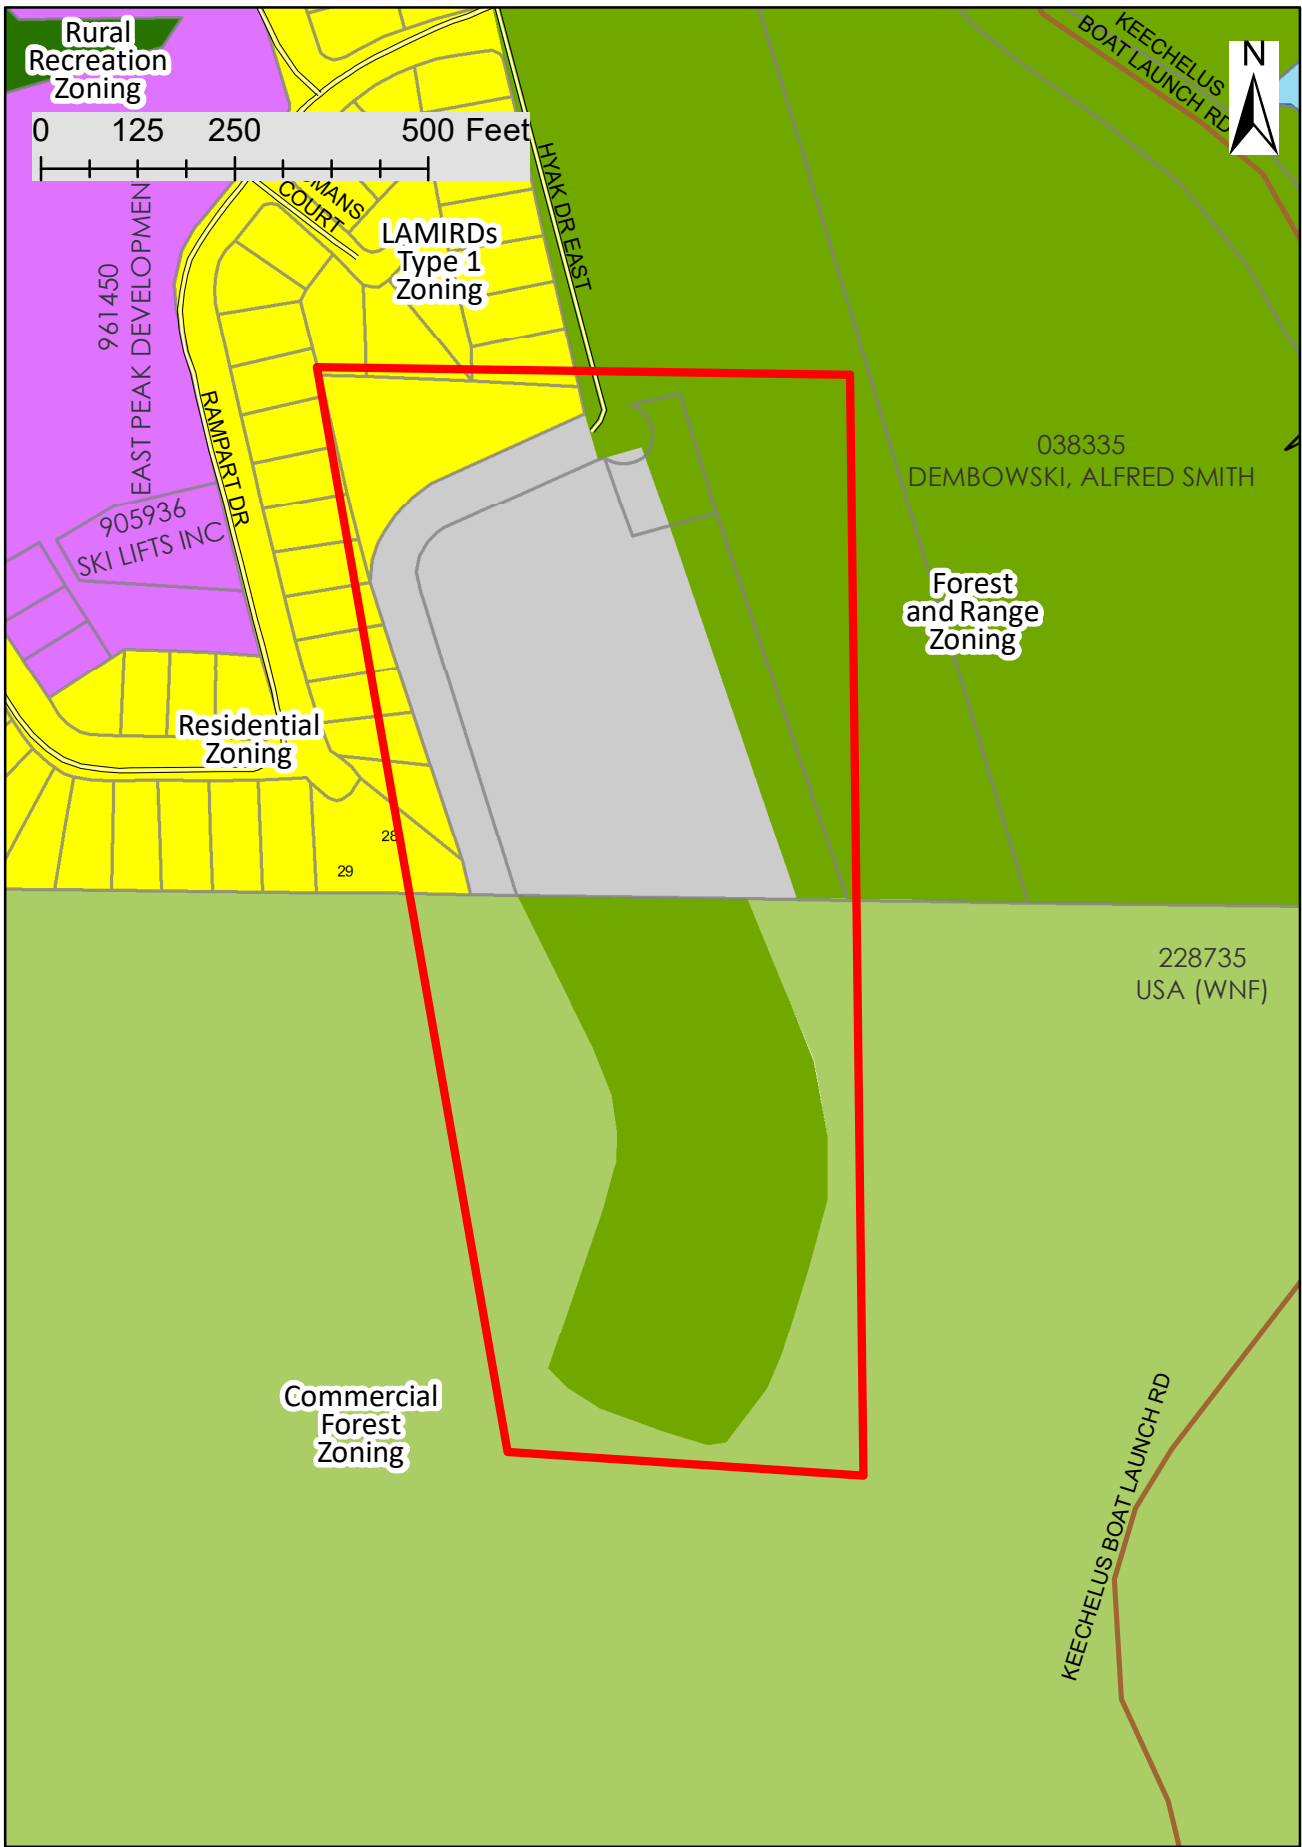 Rural
Recreation
Zoning
KEECHELUS
BOAT LAUNCH RD
N
0 125 250 500 Feet
MANS
COURT
HYAK DR EAST
LAMIRDs
Type 1
Zoning
961450
EAST PEAK DEVELOPMEN
RAMPART DR
905936
SKI LIFTS INC
038335
DEMBOWSKI, ALFRED SMITH
Forest
and Range
Zoning
Residential
Zoning
28
29
228735
USA (WNF)
Commercial
Forest
Zoning
KEECHELUS BOAT LAUNCH RD